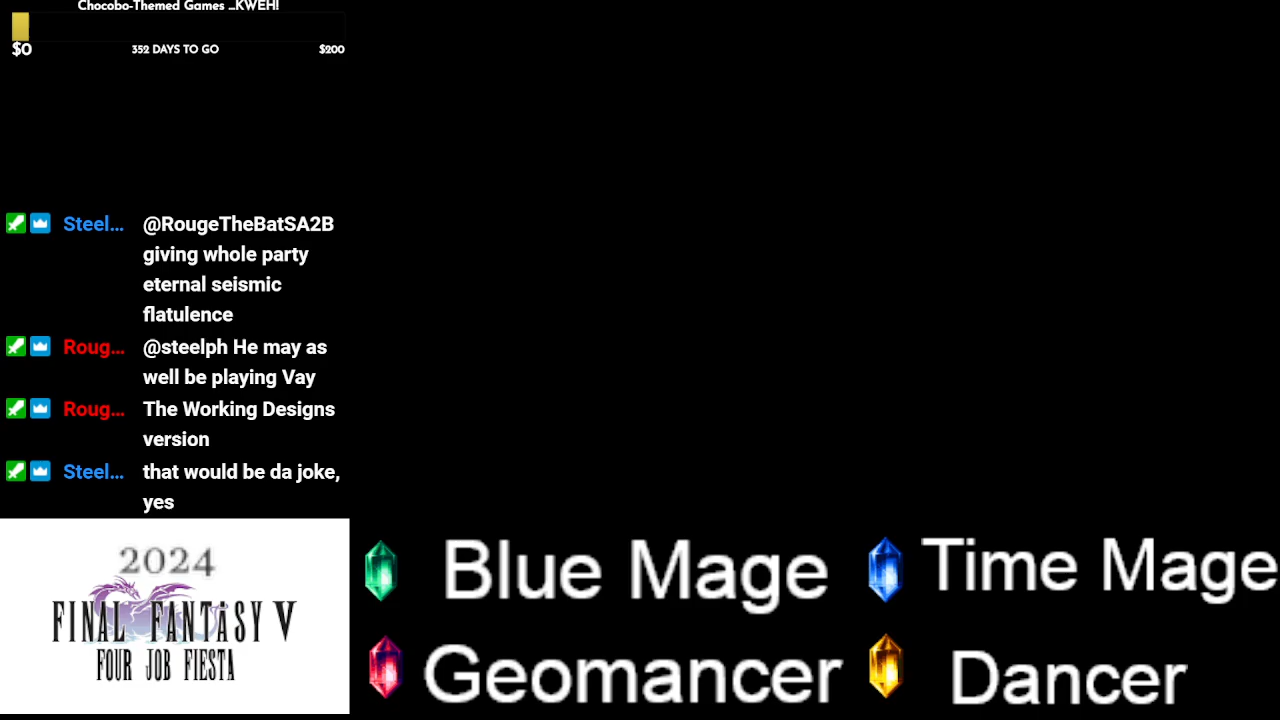 Chocobo-Themed Games ...KWEH!
$0 352 DAYS TO GO $200
Steel... @RougeTheBatSA2B
giving whole party
eternal seismic
flatulence
Roug... @steelph He may as
well be playing Vay
Roug... The Working Designs
version
Steel... that would be da joke,
yes
2024
FINAL FANTASY V
FOUR JOB FIESTA
Blue Mage
Time Mage
Geomancer
Dancer